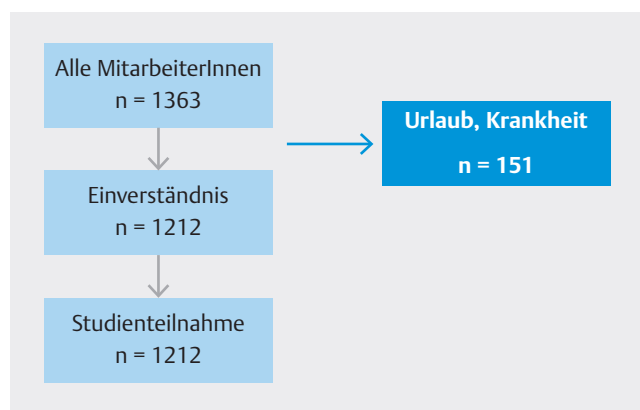 Alle MitarbeiterInnen
n = 1363
Urlaub, Krankheit
n = 151
Einverständnis
n = 1212
Studienteilnahme
n = 1212